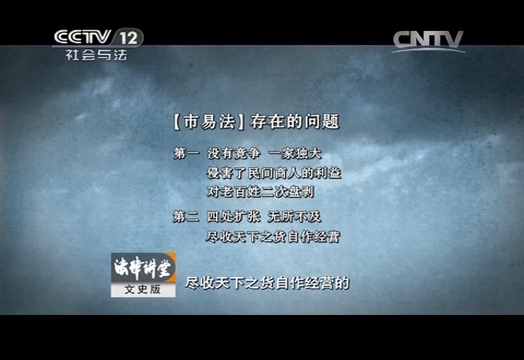 CCTV 12
社会与法
CNTV
【市易法】存在的问题
第一 没有竞争 一家独大
侵害了民间商人的利益
对老百姓二次盘剥
第二 四处扩张 无所不及
尽收天下之货自作经营
法律讲堂
文史版
尽收天下之货自作经营的